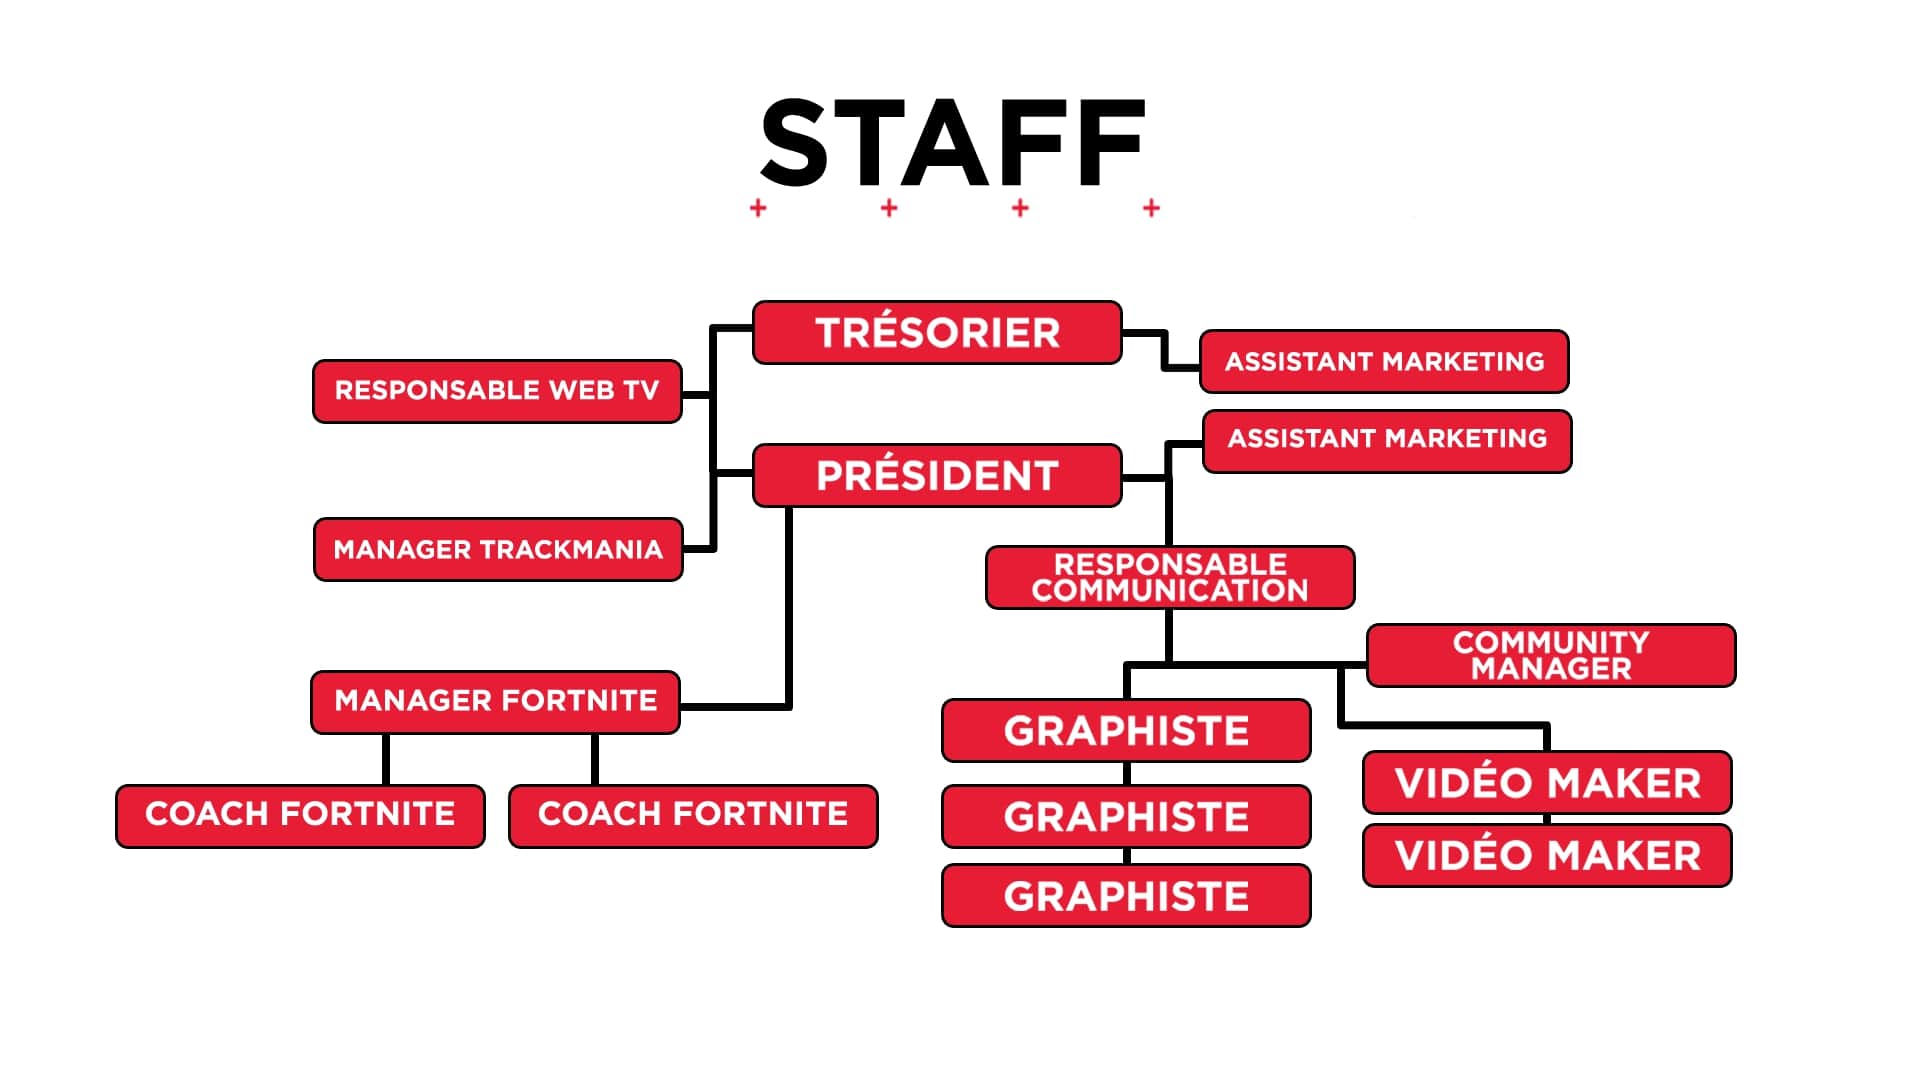 STAFF
TRÉSORIER
ASSISTANT MARKETING
RESPONSABLE WEB TV
ASSISTANT MARKETING
PRÉSIDENT
MANAGER TRACKMANIA
RESPONSABLE
COMMUNICATION
COMMUNITY
MANAGER
MANAGER FORTNITE
GRAPHISTE
VIDÉO MAKER
COACH FORTNITE
COACH FORTNITE
GRAPHISTE
VIDÉO MAKER
GRAPHISTE